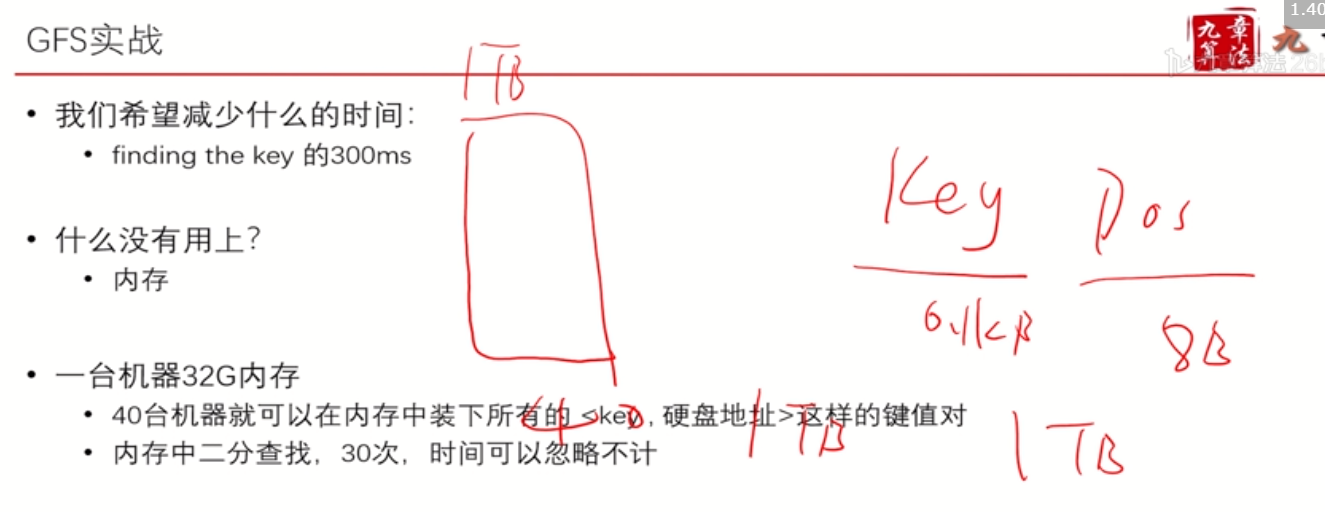 1.40
GFS实战
九章算法
九
1TB
• 我们希望减少什么的时间：
• finding the key 的300ms
Key Pos
0.1KB 8B
• 什么没有用上？
• 内存
• 一台机器32G内存
• 40台机器就可以在内存中装下所有的 <key, 硬盘地址>这样的键值对
40 1TB 1TB
• 内存中二分查找，30次，时间可以忽略不计